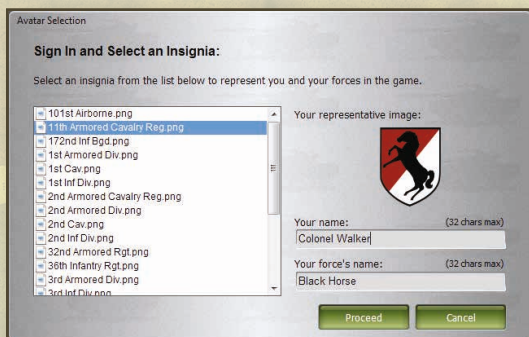 Avatar Selection
Sign In and Select an Insignia:
Select an insignia from the list below to represent you and your forces in the game.
101st Airborne.png
11th Armored Cavalry Reg.png
172nd Inf Bgd.png
1st Armored Div.png
1st Cav.png
1st Inf Div.png
2nd Armored Cavalry Reg.png
2nd Armored Div.png
2nd Cav.png
2nd Inf Div.png
32nd Armored Rgt.png
36th Infantry Rgt.png
3rd Armored Div.png
3rd Inf Div.png
Your representative image:
Your name: (32 chars max)
Colonel Walker
Your force's name: (32 chars max)
Black Horse
Proceed Cancel